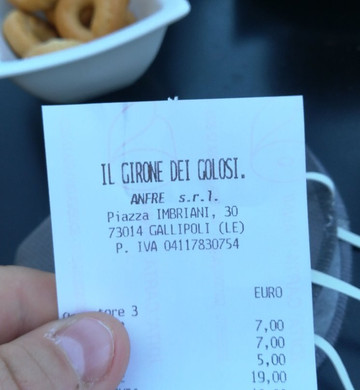 IL GIRONE DEI GOLOSI.
ANFRE s.r.l.
Piazza IMBRIANI, 30
73014 GALLIPOLI (LE)
P. IVA 04117830754
EURO
3
7,00
7,00
5,00
19,00